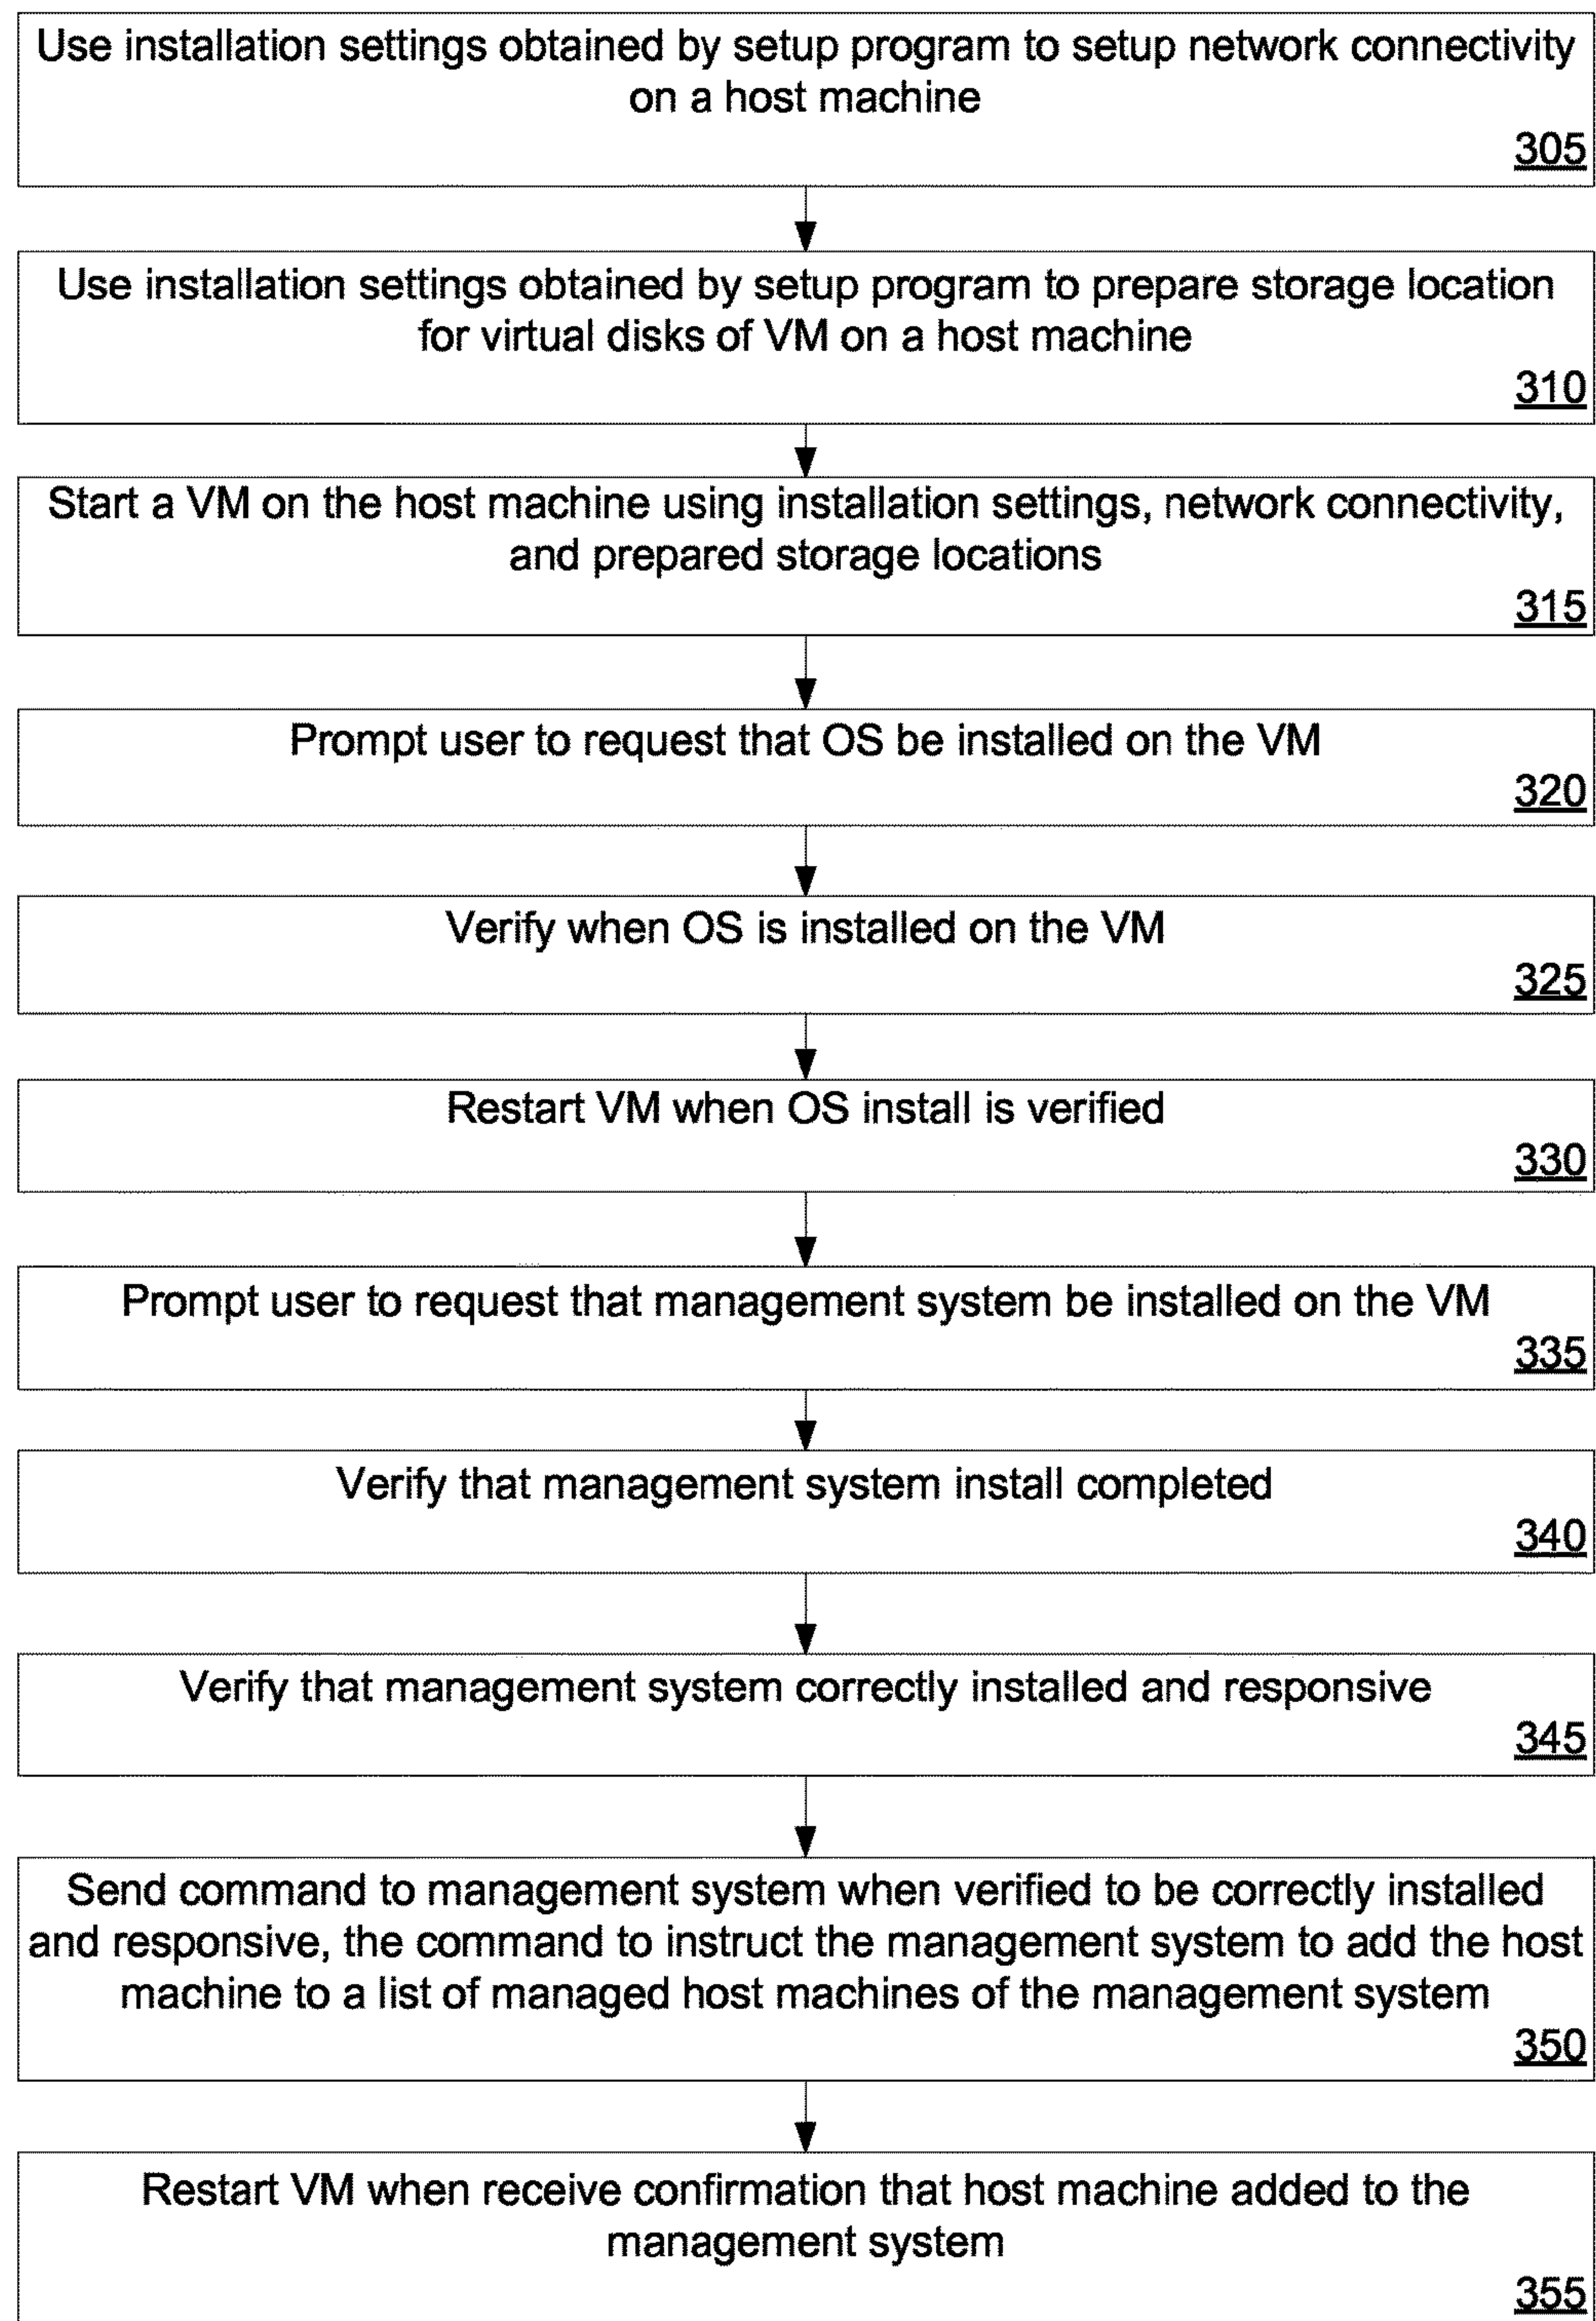 Use installation settings obtained by setup program to setup network connectivity
on a host machine
305
Use installation settings obtained by setup program to prepare storage location
for virtual disks of VM on a host machine
310
Start a VM on the host machine using installation settings, network connectivity,
and prepared storage locations
315
Prompt user to request that OS be installed on the VM
320
Verify when OS is installed on the VM
325
Restart VM when OS install is verified
330
Prompt user to request that management system be installed on the VM
335
Verify that management system install completed
340
Verify that management system correctly installed and responsive
345
Send command to management system when verified to be correctly installed
and responsive, the command to instruct the management system to add the host
machine to a list of managed host machines of the management system
350
Restart VM when receive confirmation that host machine added to the
management system
355